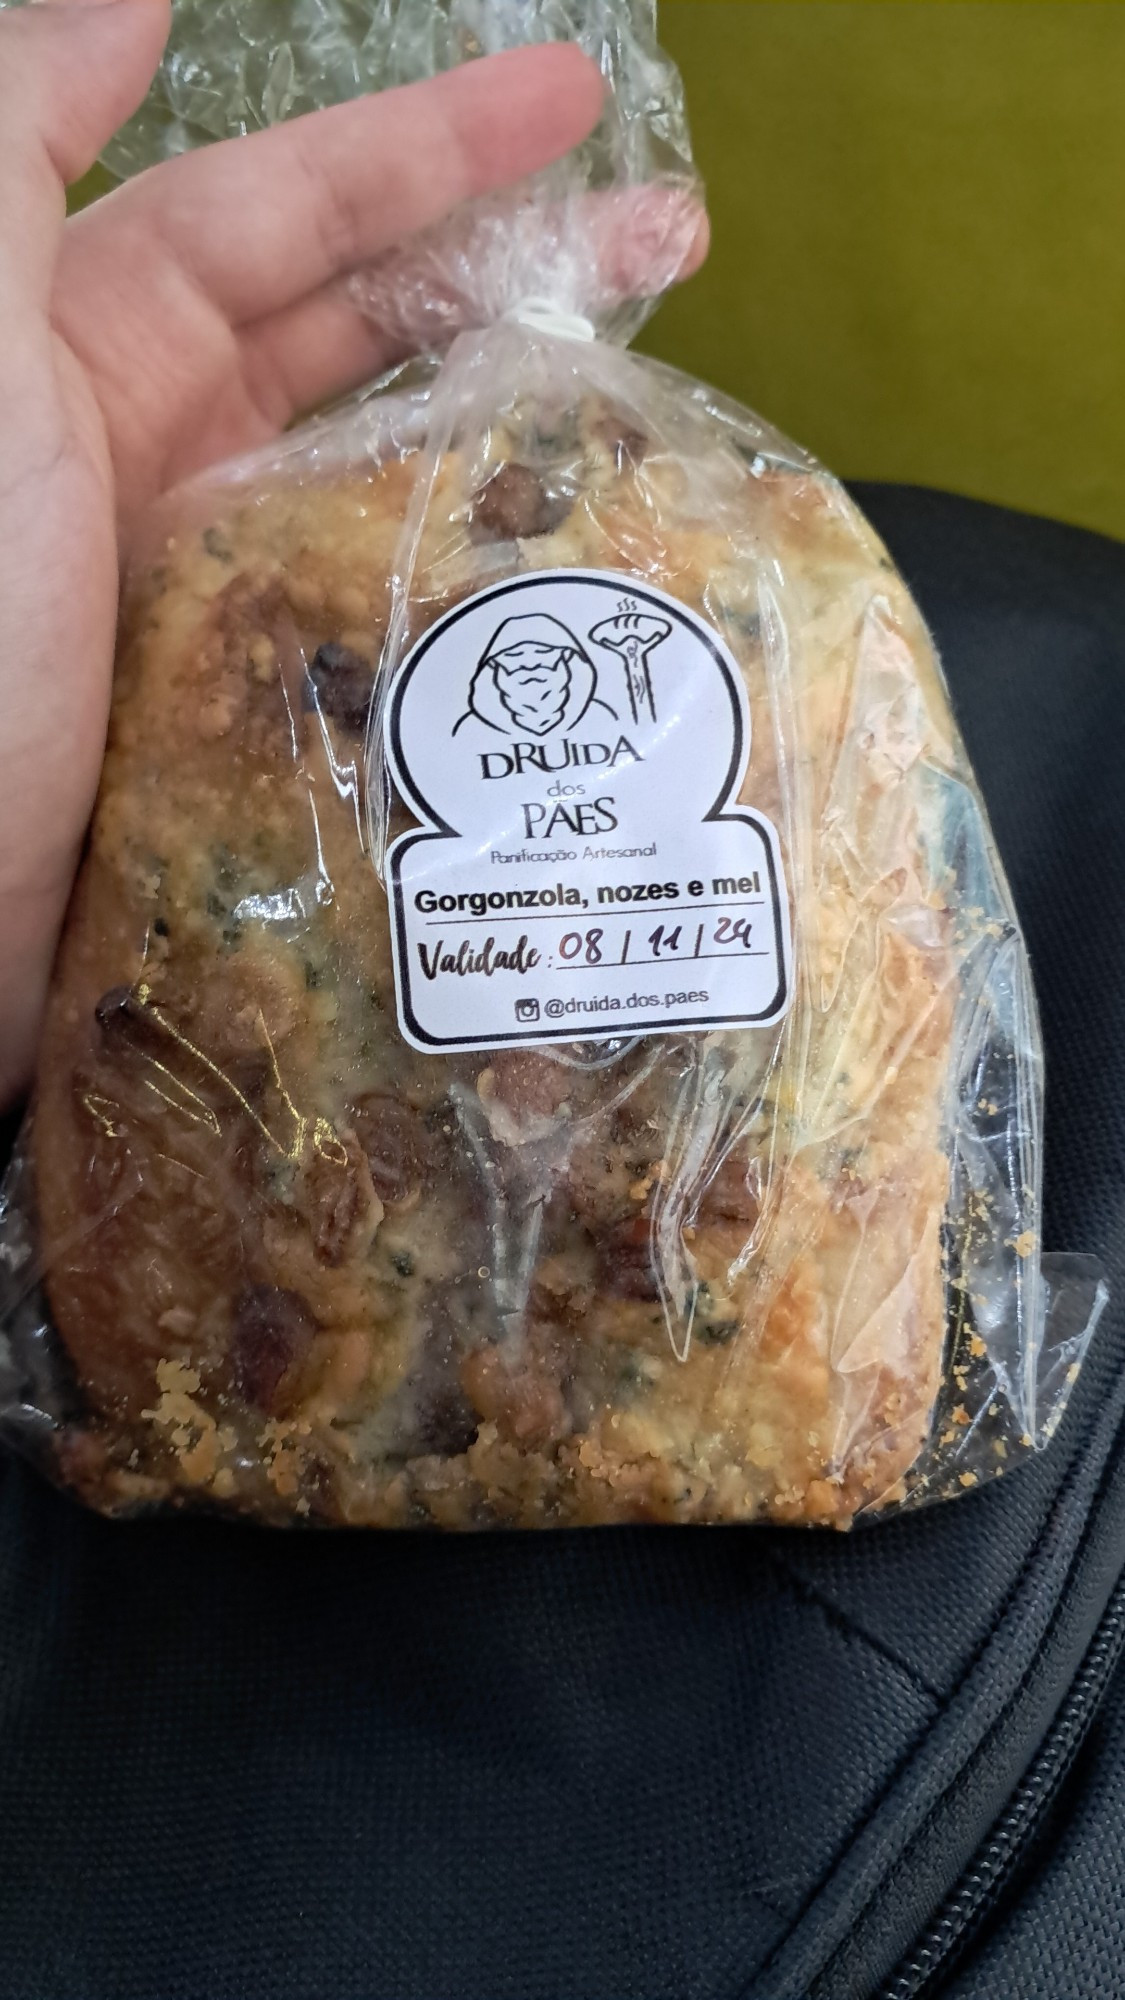 DRUIDA
dos
PÃES
Panificação Artesanal
Gorgonzola, nozes e mel
Validade: 08 / 11 / 24
@druida.dos.paes